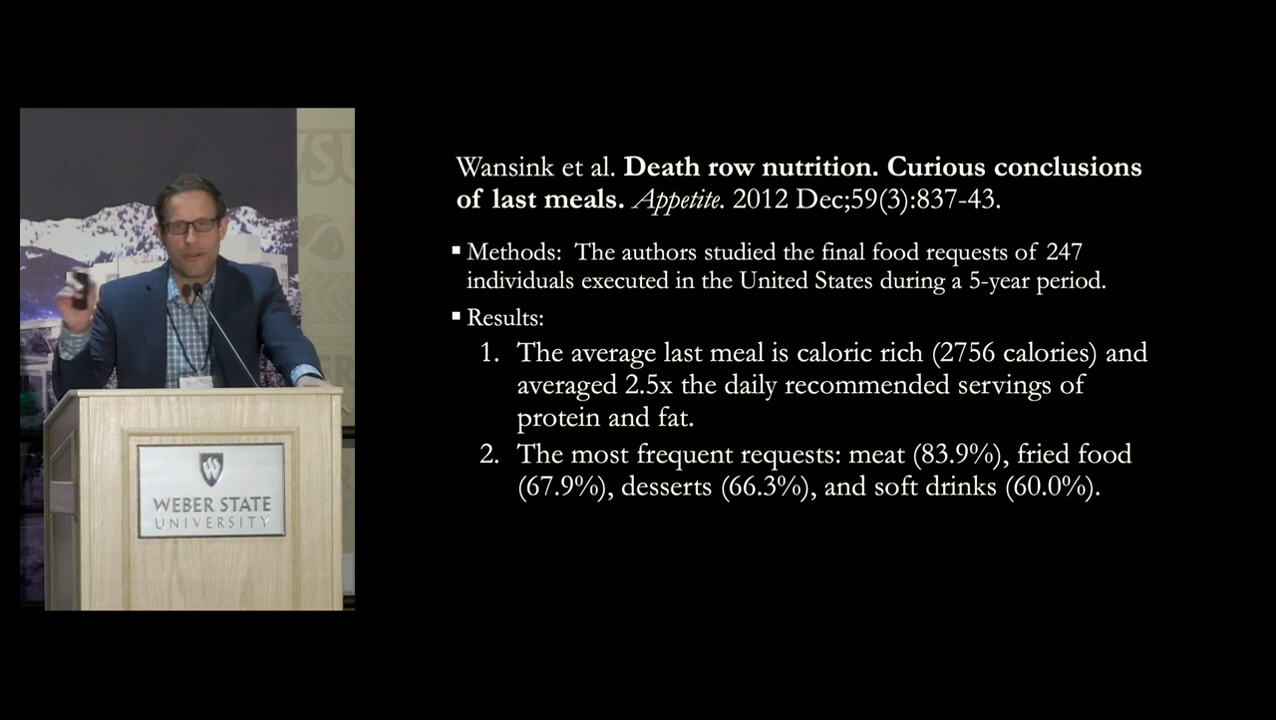 WSU
Wansink et al. Death row nutrition. Curious conclusions
of last meals. Appetite. 2012 Dec;59(3):837-43.
▪ Methods: The authors studied the final food requests of 247
individuals executed in the United States during a 5-year period.
▪ Results:
1. The average last meal is caloric rich (2756 calories) and
averaged 2.5x the daily recommended servings of
protein and fat.
2. The most frequent requests: meat (83.9%), fried food
(67.9%), desserts (66.3%), and soft drinks (60.0%).
W
WEBER STATE
UNIVERSITY